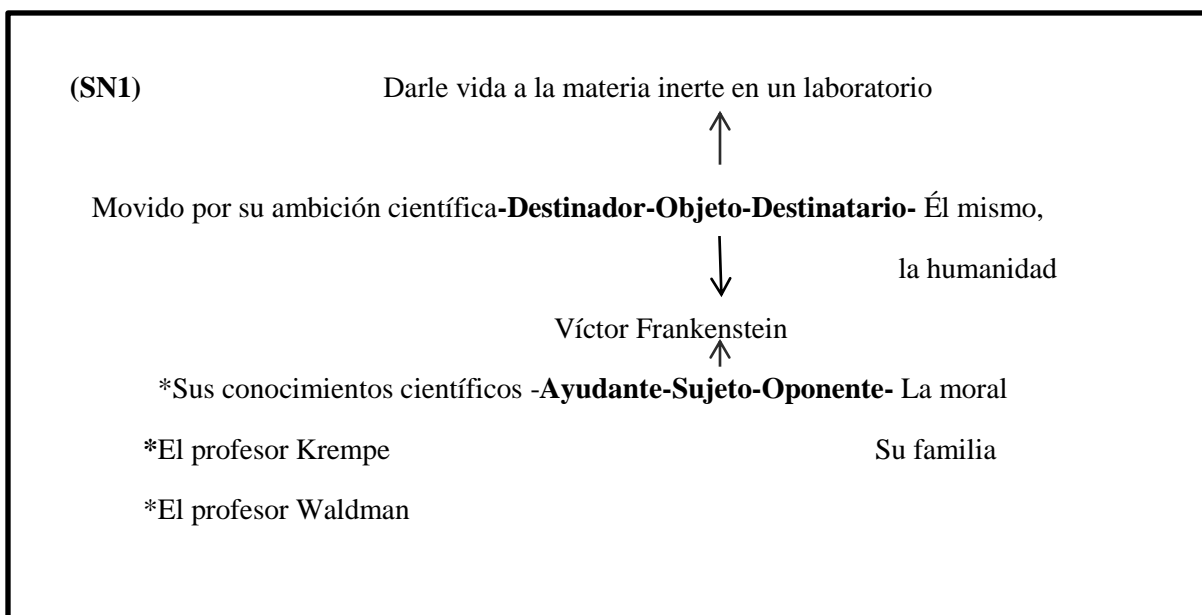 (SN1) Darle vida a la materia inerte en un laboratorio
Movido por su ambición científica-Destinador-Objeto-Destinatario- Él mismo,
la humanidad
Víctor Frankenstein
*Sus conocimientos científicos -Ayudante-Sujeto-Oponente- La moral
*El profesor Krempe Su familia
*El profesor Waldman